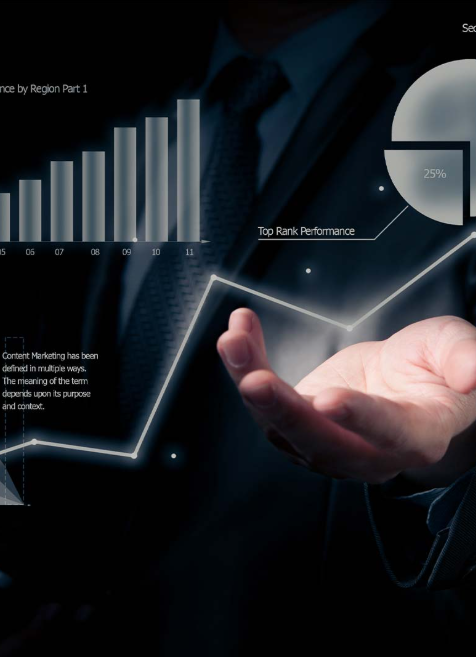 Sec
nce by Region Part 1
25%
Top Rank Performance
05 06 07 08 09 10 11
Content Marketing has been
defined in multiple ways.
The meaning of the term
depends upon its purpose
and context.